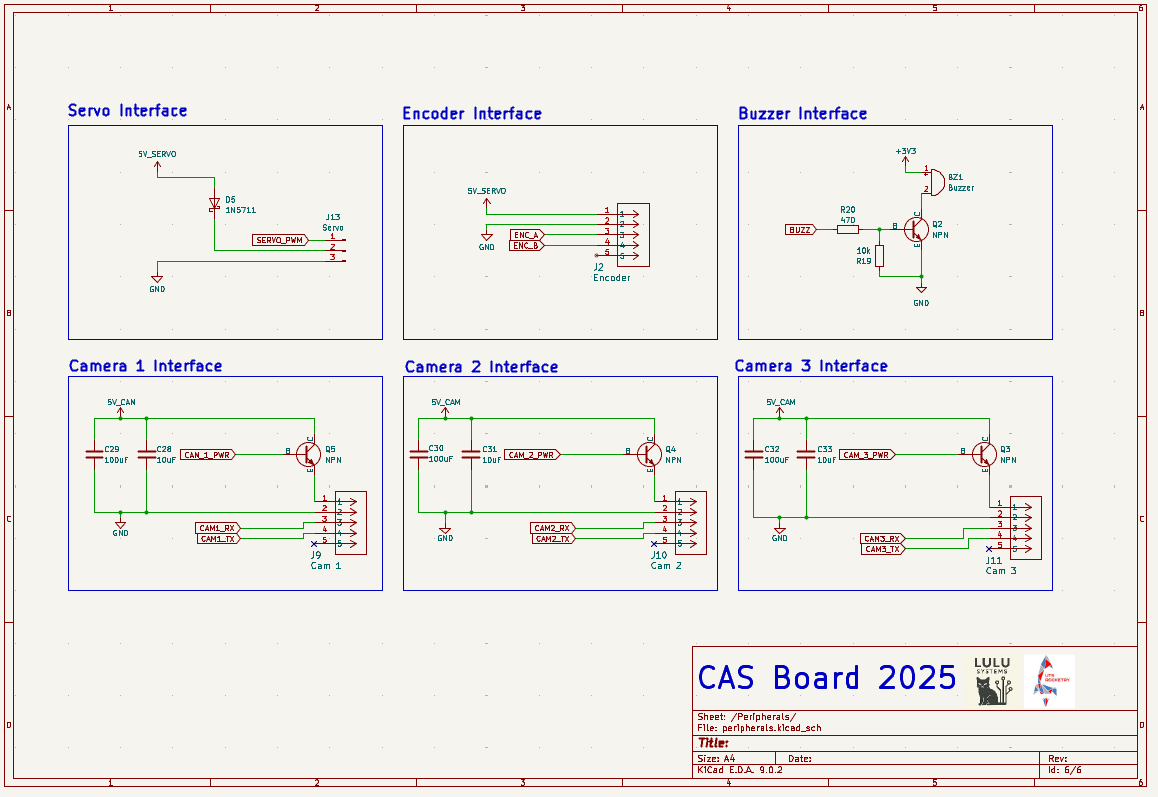 1 2 3 4 5 6
A
B
C
D
A
B
C
D
Servo Interface
5V_SERVO
D5
1N5711
J13
Servo
SERVO_PWM
1
2
3
GND
Encoder Interface
5V_SERVO
GND
ENC_A
ENC_B
1 1
2 2
3 3
4 4
5 5
J2
Encoder
Buzzer Interface
+3V3
1
+
2
BZ1
Buzzer
BUZZ
R20
470
B
C
E
Q2
NPN
10k
R19
GND
Camera 1 Interface
5V_CAN
C29
100uF
C28
10uF
CAN_1_PWR
B
C
E
Q5
NPN
GND
CAM1_RX
CAM1_TX
1 1
2 2
3 3
4 4
5 5
J9
Cam 1
Camera 2 Interface
5V_CAM
C30
100uF
C31
10uF
CAM_2_PWR
B
C
E
Q4
NPN
GND
CAM2_RX
CAM2_TX
1 1
2 2
3 3
4 4
5 5
J10
Cam 2
Camera 3 Interface
5V_CAM
C32
100uF
C33
10uF
CAM_3_PWR
B
C
E
Q3
NPN
GND
CAM3_RX
CAM3_TX
1 1
2 2
3 3
4 4
5 5
J11
Cam 3
CAS Board 2025
LULU
SYSTEMS
UTS
ROCKETRY
Sheet: /Peripherals/
File: peripherals.kicad_sch
Title:
Size: A4
Date:
Rev:
KiCad E.D.A. 9.0.2
Id: 6/6
1 2 3 4 5 6